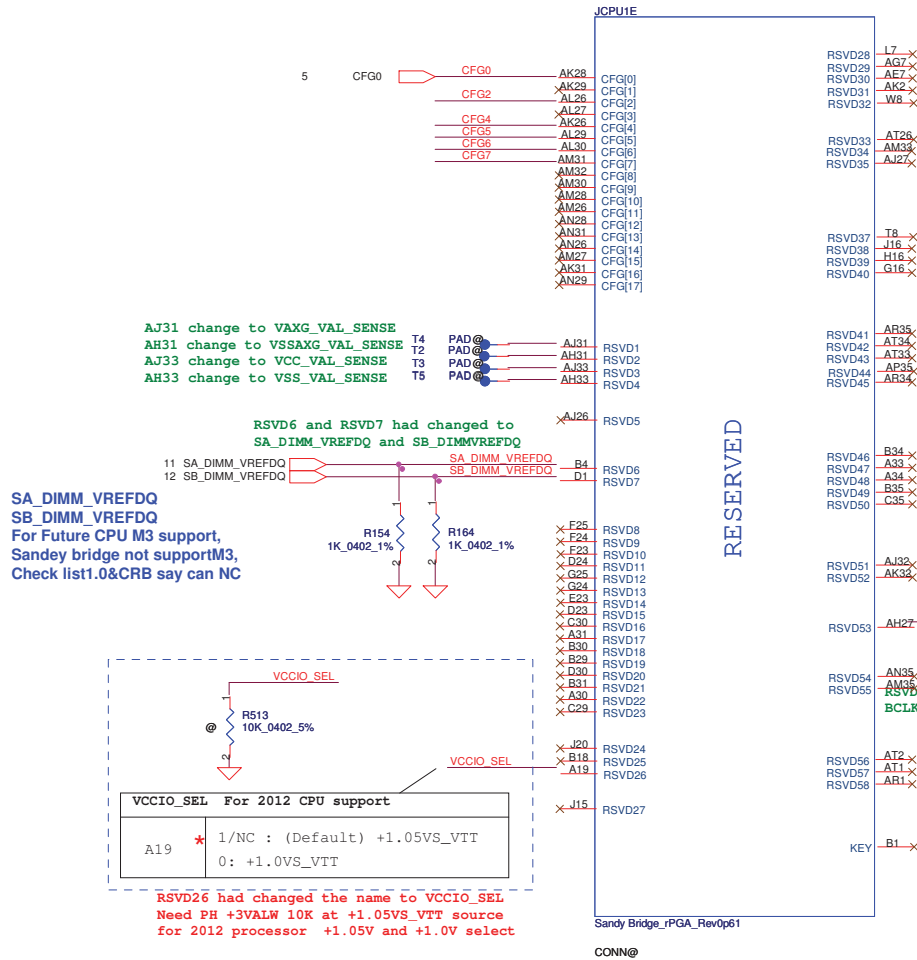 JCPU1E
5 CFG0 CFG0 AK28 CFG[0]
AK29 CFG[1]
CFG2 AL26 CFG[2]
AL27 CFG[3]
CFG4 AK26 CFG[4]
CFG5 AL29 CFG[5]
CFG6 AL30 CFG[6]
CFG7 AM31 CFG[7]
AM32 CFG[8]
AM30 CFG[9]
AM28 CFG[10]
AM26 CFG[11]
AN28 CFG[12]
AN31 CFG[13]
AN26 CFG[14]
AM27 CFG[15]
AK31 CFG[16]
AN29 CFG[17]
AJ31 change to VAXG_VAL_SENSE
AH31 change to VSSAXG_VAL_SENSE
AJ33 change to VCC_VAL_SENSE
AH33 change to VSS_VAL_SENSE
T4 PAD@ AJ31 RSVD1
T2 PAD@ AH31 RSVD2
T3 PAD@ AJ33 RSVD3
T5 PAD@ AH33 RSVD4
AJ26 RSVD5
RSVD6 and RSVD7 had changed to
SA_DIMM_VREFDQ and SB_DIMMVREFDQ
11 SA_DIMM_VREFDQ SA_DIMM_VREFDQ B4 RSVD6
12 SB_DIMM_VREFDQ SB_DIMM_VREFDQ D1 RSVD7
SA_DIMM_VREFDQ
SB_DIMM_VREFDQ
For Future CPU M3 support,
Sandey bridge not supportM3,
Check list1.0&CRB say can NC
1
R154
1K_0402_1%
2
1
R164
1K_0402_1%
2
F25 RSVD8
F24 RSVD9
F23 RSVD10
D24 RSVD11
G25 RSVD12
G24 RSVD13
E23 RSVD14
D23 RSVD15
C30 RSVD16
A31 RSVD17
B30 RSVD18
B29 RSVD19
D30 RSVD20
B31 RSVD21
A30 RSVD22
C29 RSVD23
J20 RSVD24
B18 RSVD25
VCCIO_SEL A19 RSVD26
J15 RSVD27
VCCIO_SEL
1
R513
@ 10K_0402_5%
2
VCCIO_SEL For 2012 CPU support
A19 * 1/NC : (Default) +1.05VS_VTT
0: +1.0VS_VTT
RSVD26 had changed the name to VCCIO_SEL
Need PH +3VALW 10K at +1.05VS_VTT source
for 2012 processor +1.05V and +1.0V select
RESERVED
RSVD28 L7
RSVD29 AG7
RSVD30 AE7
RSVD31 AK2
RSVD32 W8
RSVD33 AT26
RSVD34 AM33
RSVD35 AJ27
RSVD37 T8
RSVD38 J16
RSVD39 H16
RSVD40 G16
RSVD41 AR35
RSVD42 AT34
RSVD43 AT33
RSVD44 AP35
RSVD45 AR34
RSVD46 B34
RSVD47 A33
RSVD48 A34
RSVD49 B35
RSVD50 C35
RSVD51 AJ32
RSVD52 AK32
RSVD53 AH27
RSVD54 AN35
RSVD55 AM35
RSVD
BCLK
RSVD56 AT2
RSVD57 AT1
RSVD58 AR1
KEY B1
Sandy Bridge_rPGA_Rev0p61
CONN@